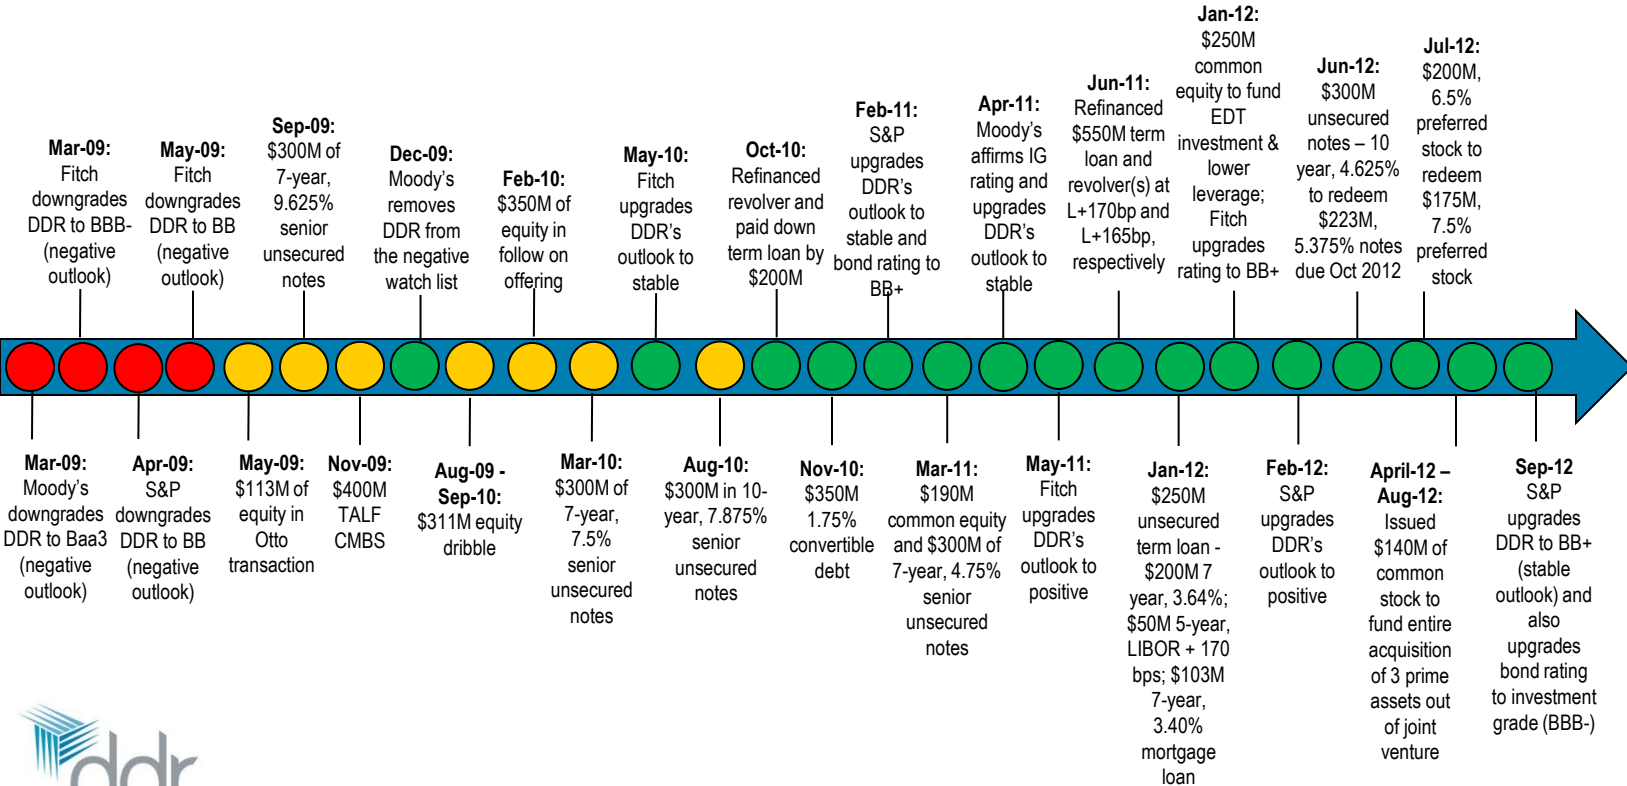 Mar-09:
Fitch
downgrades
DDR to BBB-
(negative
outlook)
May-09:
Fitch
downgrades
DDR to BB
(negative
outlook)
Sep-09:
$300M of
7-year,
9.625%
senior
unsecured
notes
Dec-09:
Moody's
removes
DDR from
the negative
watch list
Feb-10:
$350M of
equity in
follow on
offering
May-10:
Fitch
upgrades
DDR's
outlook to
stable
Oct-10:
Refinanced
revolver and
paid down
term loan by
$200M
Feb-11:
S&P
upgrades
DDR's
outlook to
stable and
bond rating to
BB+
Apr-11:
Moody's
affirms IG
rating and
upgrades
DDR's
outlook to
stable
Jun-11:
Refinanced
$550M term
loan and
revolver(s) at
L+170bp and
L+165bp,
respectively
Jan-12:
$250M
common
equity to fund
EDT
investment &
lower
leverage;
Fitch
upgrades
rating to BB+
Jun-12:
$300M
unsecured
notes – 10
year, 4.625%
to redeem
$223M,
5.375% notes
due Oct 2012
Jul-12:
$200M,
6.5%
preferred
stock to
redeem
$175M,
7.5%
preferred
stock
Mar-09:
Moody's
downgrades
DDR to Baa3
(negative
outlook)
Apr-09:
S&P
downgrades
DDR to BB
(negative
outlook)
May-09:
$113M of
equity in
Otto
transaction
Nov-09:
$400M
TALF
CMBS
Aug-09 -
Sep-10:
$311M equity
dribble
Mar-10:
$300M of
7-year,
7.5%
senior
unsecured
notes
Aug-10:
$300M in 10-
year, 7.875%
senior
unsecured
notes
Nov-10:
$350M
1.75%
convertible
debt
Mar-11:
$190M
common equity
and $300M of
7-year, 4.75%
senior
unsecured
notes
May-11:
Fitch
upgrades
DDR's
outlook to
positive
Jan-12:
$250M
unsecured
term loan -
$200M 7
year, 3.64%;
$50M 5-year,
LIBOR + 170
bps; $103M
7-year,
3.40%
mortgage
loan
Feb-12:
S&P
upgrades
DDR's
outlook to
positive
April-12 –
Aug-12:
Issued
$140M of
common
stock to
fund entire
acquisition
of 3 prime
assets out
of joint
venture
Sep-12
S&P
upgrades
DDR to BB+
(stable
outlook) and
also
upgrades
bond rating
to investment
grade (BBB-)
ddr